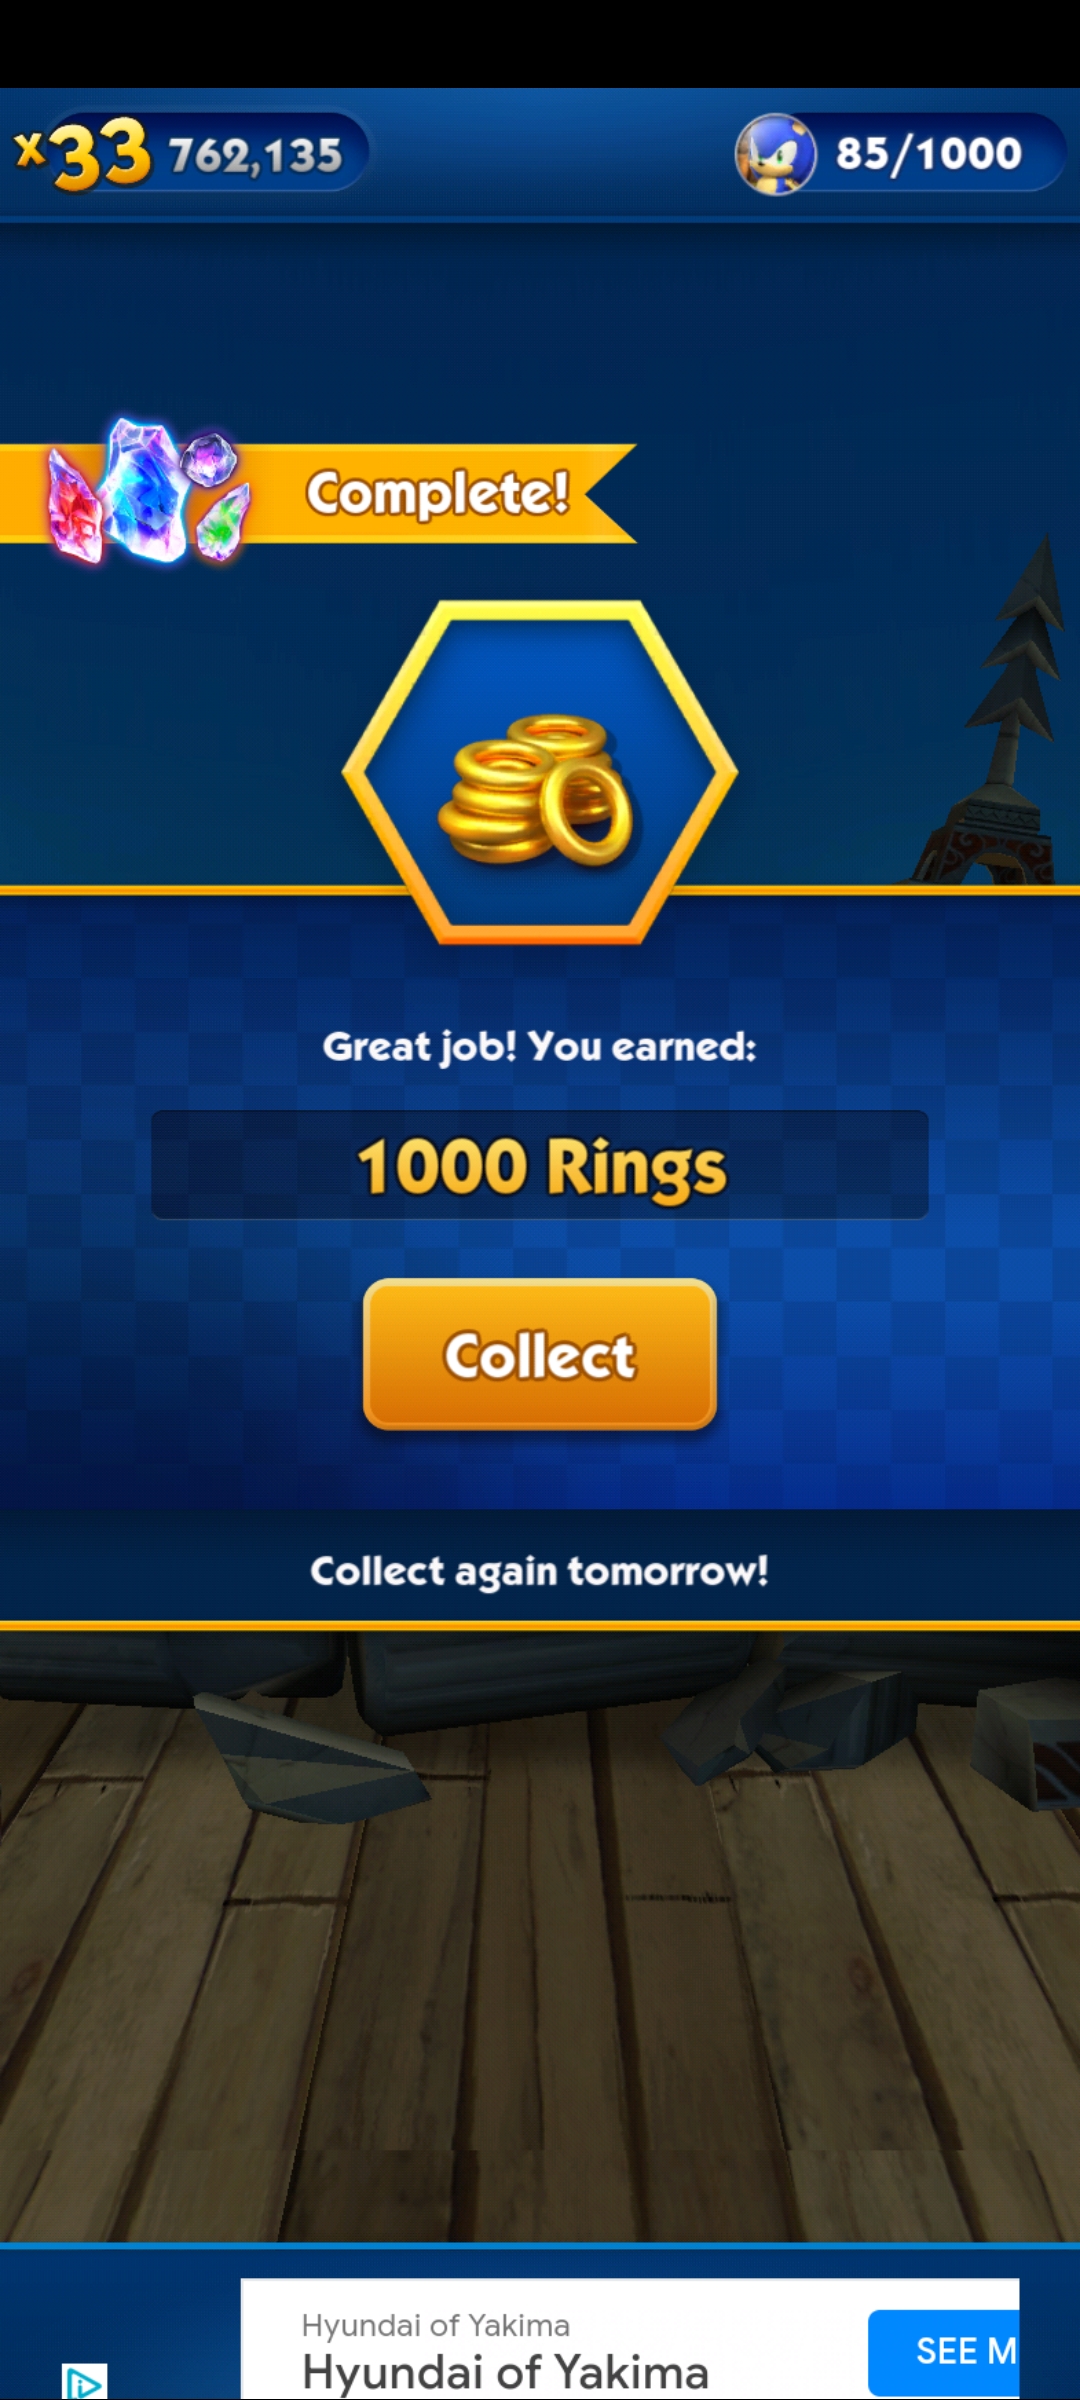 x33 762,135
85/1000
Complete!
Great job! You earned:
1000 Rings
Collect
Collect again tomorrow!
Hyundai of Yakima
Hyundai of Yakima
SEE M